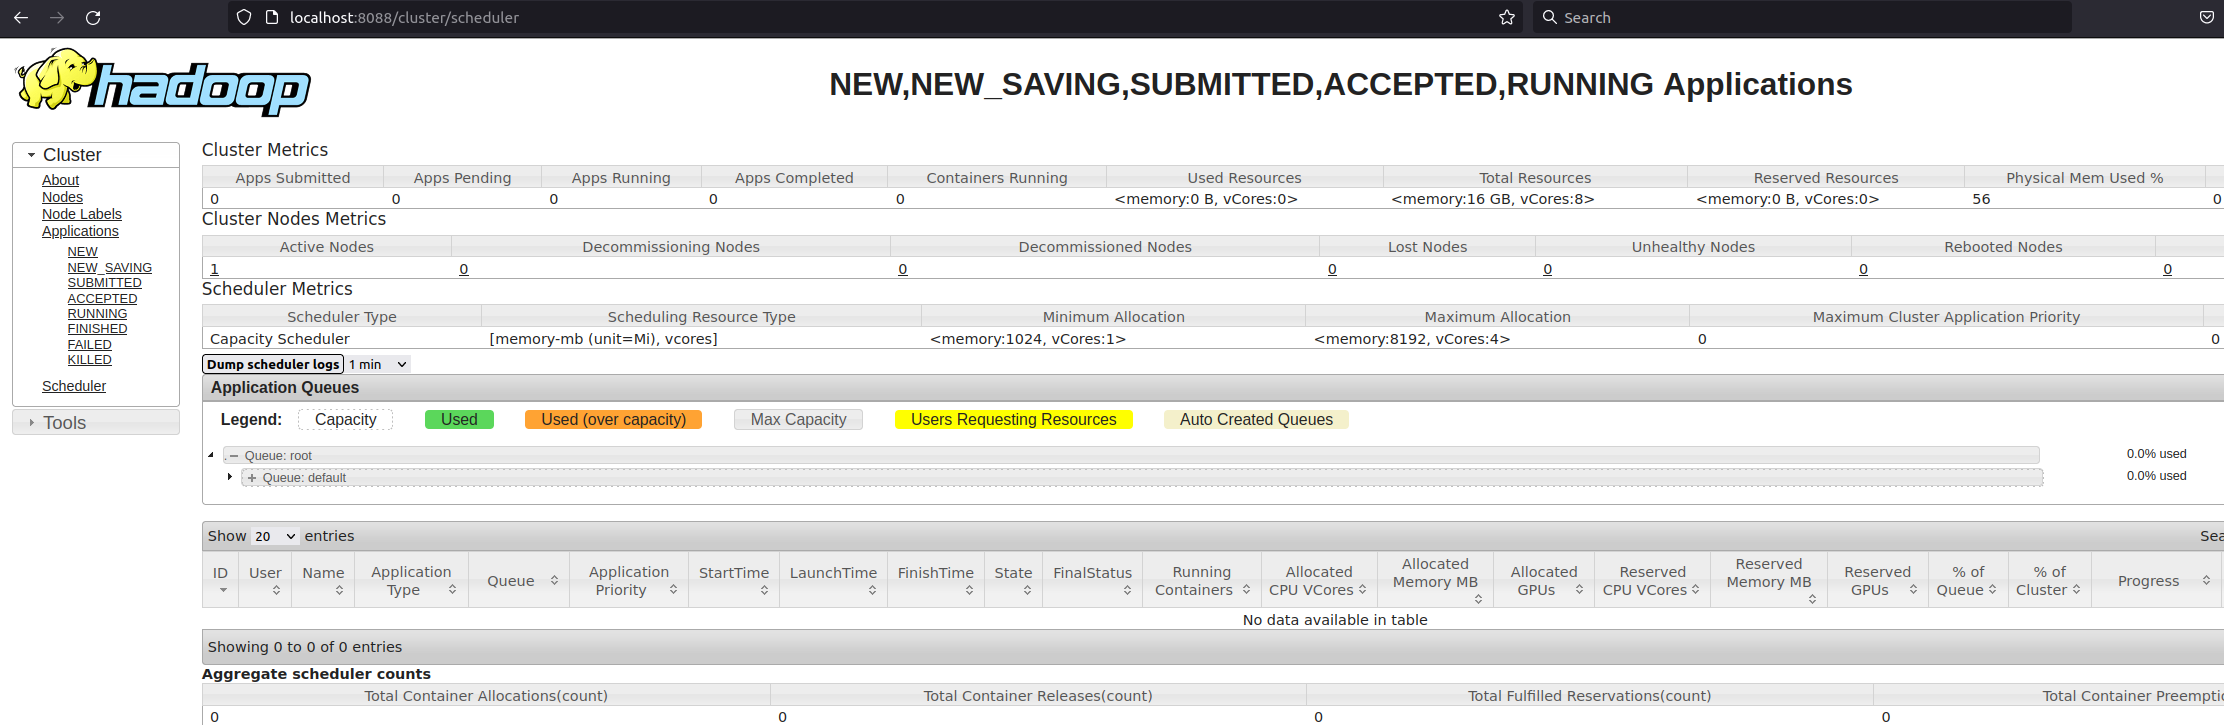 localhost:8088/cluster/scheduler
Search
hadoop
NEW,NEW_SAVING,SUBMITTED,ACCEPTED,RUNNING Applications
Cluster
About
Nodes
Node Labels
Applications
NEW
NEW_SAVING
SUBMITTED
ACCEPTED
RUNNING
FINISHED
FAILED
KILLED
Scheduler
Tools
Cluster Metrics
Apps Submitted Apps Pending Apps Running Apps Completed Containers Running Used Resources Total Resources Reserved Resources Physical Mem Used %
0 0 0 0 0 <memory:0 B, vCores:0> <memory:16 GB, vCores:8> <memory:0 B, vCores:0> 56 0
Cluster Nodes Metrics
Active Nodes Decommissioning Nodes Decommissioned Nodes Lost Nodes Unhealthy Nodes Rebooted Nodes
1 0 0 0 0 0 0
Scheduler Metrics
Scheduler Type Scheduling Resource Type Minimum Allocation Maximum Allocation Maximum Cluster Application Priority
Capacity Scheduler [memory-mb (unit=Mi), vcores] <memory:1024, vCores:1> <memory:8192, vCores:4> 0 0
Dump scheduler logs 1 min
Application Queues
Legend: Capacity Used Used (over capacity) Max Capacity Users Requesting Resources Auto Created Queues
Queue: root 0.0% used
Queue: default 0.0% used
Show 20 entries Sea
ID User Name Application Type Queue Application Priority StartTime LaunchTime FinishTime State FinalStatus Running Containers Allocated CPU VCores Allocated Memory MB Allocated GPUs Reserved CPU VCores Reserved Memory MB Reserved GPUs % of Queue % of Cluster Progress
No data available in table
Showing 0 to 0 of 0 entries
Aggregate scheduler counts
Total Container Allocations(count) Total Container Releases(count) Total Fulfilled Reservations(count) Total Container Preemptio
0 0 0 0